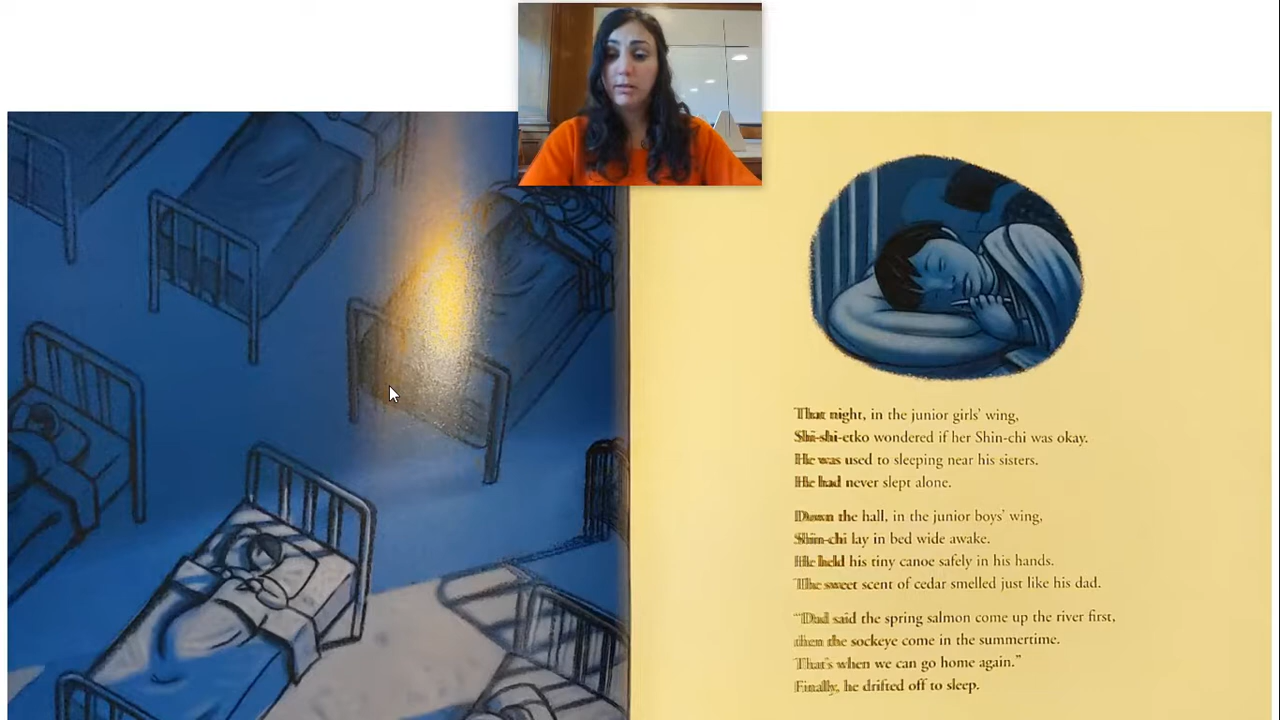 That night, in the junior girls' wing,
Shi-shi-etko wondered if her Shin-chi was okay.
He was used to sleeping near his sisters.
He had never slept alone.
Down the hall, in the junior boys' wing,
Shin-chi lay in bed wide awake.
He held his tiny canoe safely in his hands.
The sweet scent of cedar smelled just like his dad.
"Dad said the spring salmon come up the river first,
then the sockeye come in the summertime.
That's when we can go home again."
Finally, he drifted off to sleep.